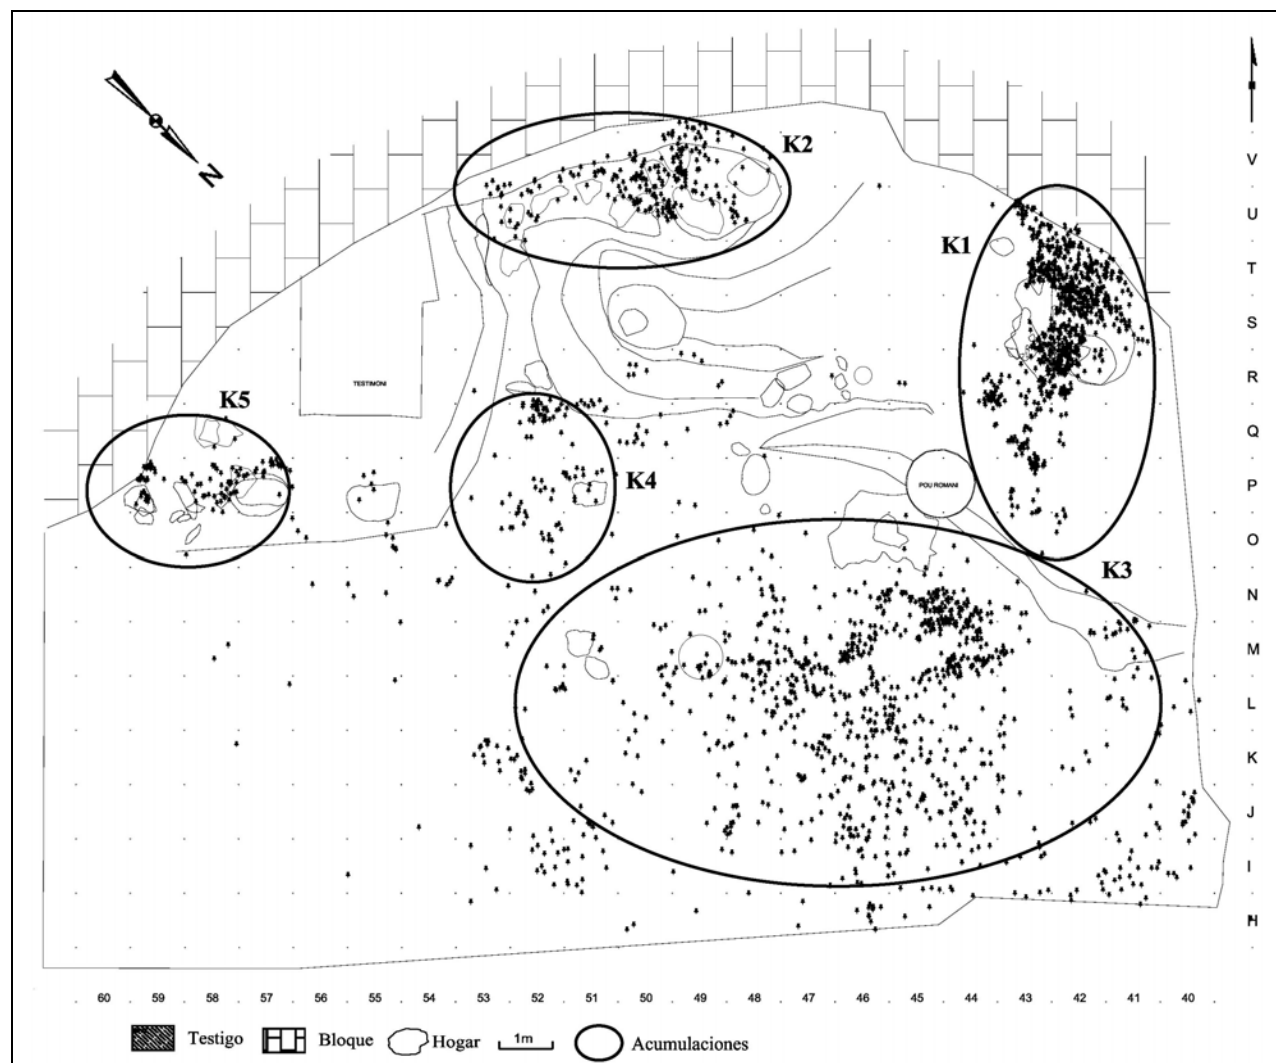 N
K2
V
U
K1
T
S
R
TESTIMONI
K5
Q
K4
P
POU ROMANI
O
K3
N
M
L
K
J
I
H
60 59 58 57 56 55 54 53 52 51 50 49 48 47 46 45 44 43 42 41 40
Testigo Bloque Hogar 1m Acumulaciones